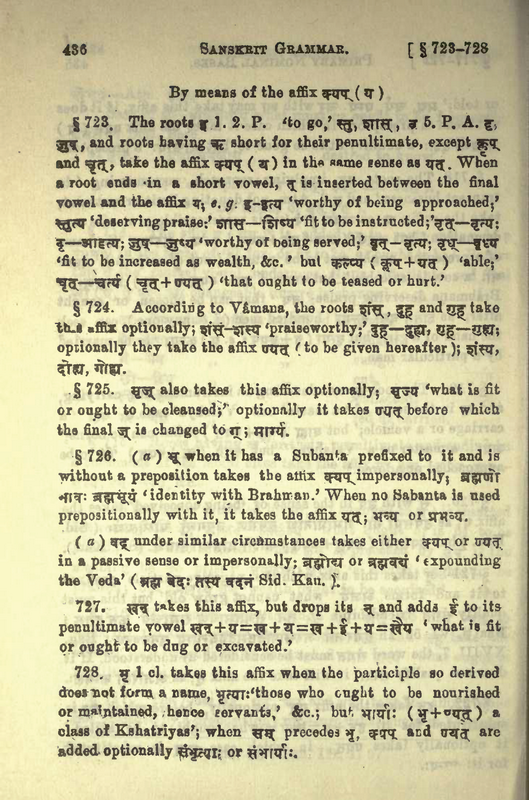 436 SANSKRIT GRAMMAR. [ § 723-728
By means of the affix क्यप् ( य )
§ 723. The roots इ 1. 2. P. 'to go,' स्तु, शास्, वृ 5. P. A. दृ,
जुष्, and roots having ऋ short for their penultimate, except कॢप्
and चृत्, take the affix क्यप् ( य ) in the same sense as यत्. When
a root ends in a short vowel, त् is inserted between the final
vowel and the affix य; e. g. इ-इत्य 'worthy of being approached;'
स्तुत्य 'deserving praise:' शास—शिष्य 'fit to be instructed;' वृत्—वृत्यः
दृ—आदृत्य; जुष्—जुष्य 'worthy of being served;' वृत्—वृत्य; वृध्—वृध्य
'fit to be increased as wealth, &c.' but कल्प्य ( कॢप्+यत् ) 'able;'
चृत्—चर्त्य ( चृत्+ण्यत् ) 'that ought to be teased or hurt.'
§ 724. According to Vâmana, the roots शंस्, दुह् and गुह् take
this affix optionally; शंस्—शस्य 'praiseworthy;' दुह्—दुह्य, गुह्—गुह्य;
optionally they take the affix ण्यत् ( to be given hereafter ); शंस्य,
दोह्य, गोह्य.
§ 725. मृज् also takes this affix optionally; मृज्य 'what is fit
or ought to be cleansed;' optionally it takes ण्यत् before which
the final ज् is changed to ग्; मार्ग्य.
§ 726. ( a ) भू when it has a Subanta prefixed to it and is
without a preposition takes the affix क्यप् impersonally; ब्रह्मणो
भावः ब्रह्मभूयं 'identity with Brahman.' When no Subanta is used
prepositionally with it, it takes the affix यत्; भव्य or प्रभव्य.
( a ) वद् under similar circumstances takes either क्यप् or ण्यत्
in a passive sense or impersonally; ब्रह्मोद्य or ब्रह्मवद्यं 'expounding
the Veda' ( ब्रह्म वेदः तस्य वदनं Sid. Kau. ).
727. खन् takes this affix, but drops its न् and adds ई to its
penultimate vowel खन्+य=ख+य=ख+ई+य=खेय 'what is fit
or ought to be dug or excavated.'
728. भृ 1 cl. takes this affix when the participle so derived
does not form a name, भृत्याः 'those who ought to be nourished
or maintained, hence servants,' &c.; but भार्याः ( भृ+ण्यत् ) a
class of Kshatriyas'; when सम् precedes भृ, क्यप् and ण्यत् are
added optionally संभृत्याः or संभार्याः.